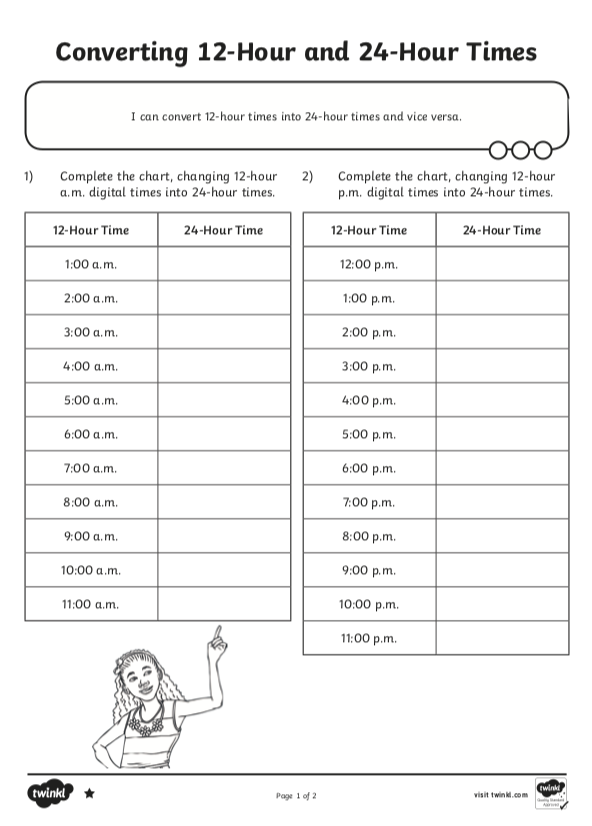 Converting 12-Hour and 24-Hour Times
I can convert 12-hour times into 24-hour times and vice versa.
1) Complete the chart, changing 12-hour
a.m. digital times into 24-hour times.
12-Hour Time 24-Hour Time
1:00 a.m.
2:00 a.m.
3:00 a.m.
4:00 a.m.
5:00 a.m.
6:00 a.m.
7:00 a.m.
8:00 a.m.
9:00 a.m.
10:00 a.m.
11:00 a.m.
2) Complete the chart, changing 12-hour
p.m. digital times into 24-hour times.
12-Hour Time 24-Hour Time
12:00 p.m.
1:00 p.m.
2:00 p.m.
3:00 p.m.
4:00 p.m.
5:00 p.m.
6:00 p.m.
7:00 p.m.
8:00 p.m.
9:00 p.m.
10:00 p.m.
11:00 p.m.
twinkl
Page 1 of 2
visit twinkl.com
twinkl
Quality Standard
Approved